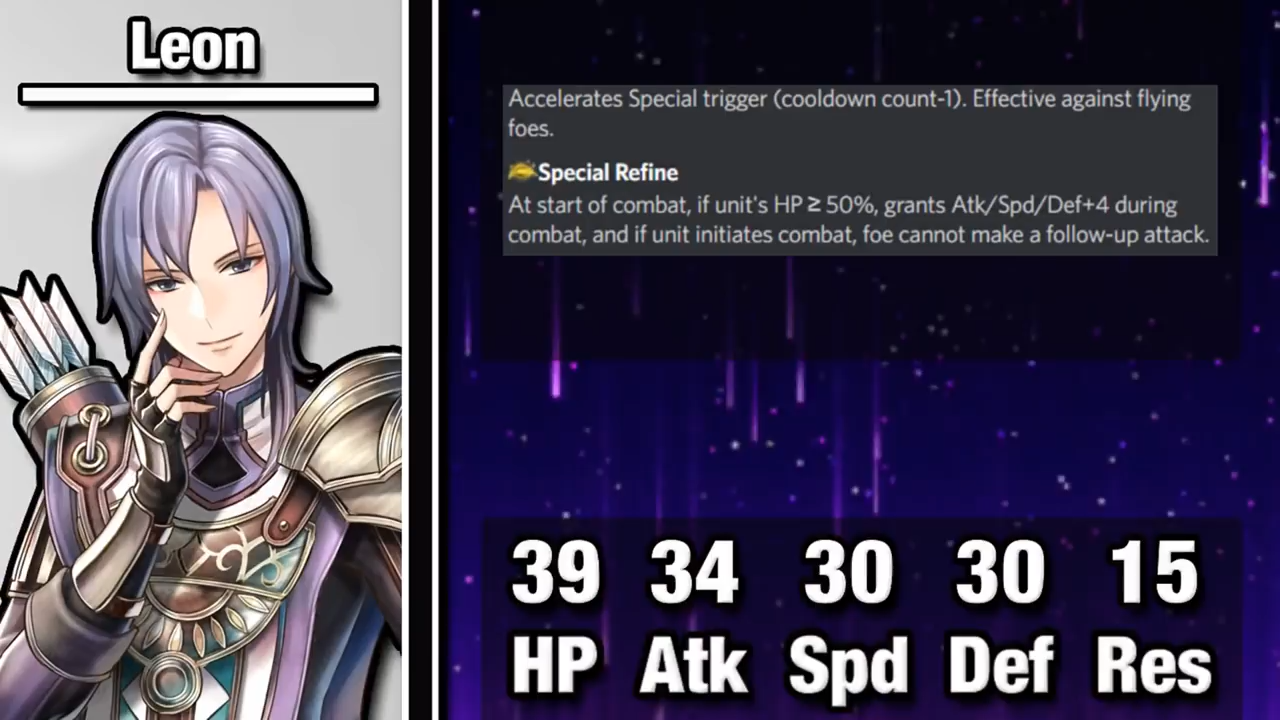 Leon
Accelerates Special trigger (cooldown count-1). Effective against flying
foes.
Special Refine
At start of combat, if unit's HP ≥ 50%, grants Atk/Spd/Def+4 during
combat, and if unit initiates combat, foe cannot make a follow-up attack.
39 34 30 30 15
HP Atk Spd Def Res